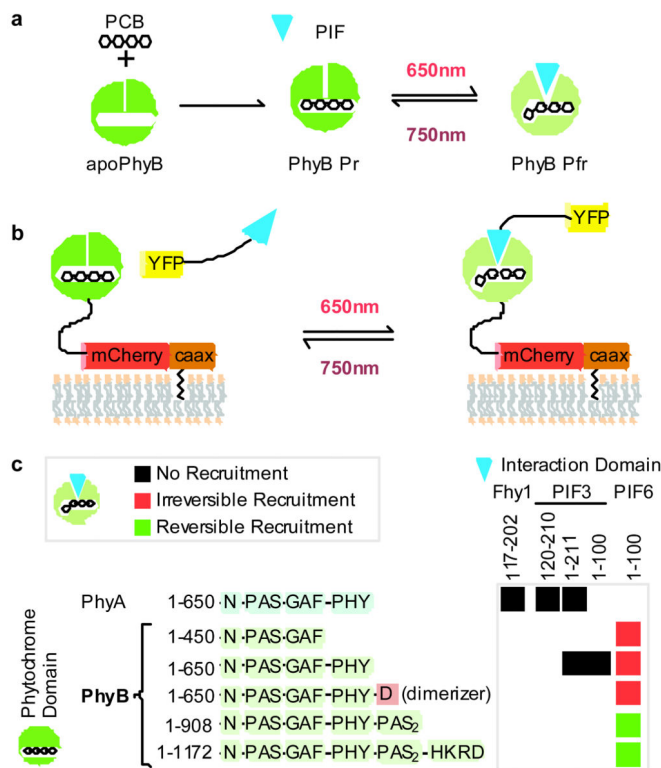 a
PCB
+
apoPhyB
PIF
PhyB Pr
650nm
750nm
PhyB Pfr
b
YFP
mCherry caax
650nm
750nm
YFP
mCherry caax
c
No Recruitment
Irreversible Recruitment
Reversible Recruitment
Interaction Domain
Fhy1 PIF3 PIF6
117-202 120-210 1-211 1-100 1-100
Phytochrome Domain
PhyA 1-650 N PAS GAF PHY
PhyB
1-450 N PAS GAF
1-650 N PAS GAF PHY
1-650 N PAS GAF PHY D (dimerizer)
1-908 N PAS GAF PHY PAS2
1-1172 N PAS GAF PHY PAS2 HKRD